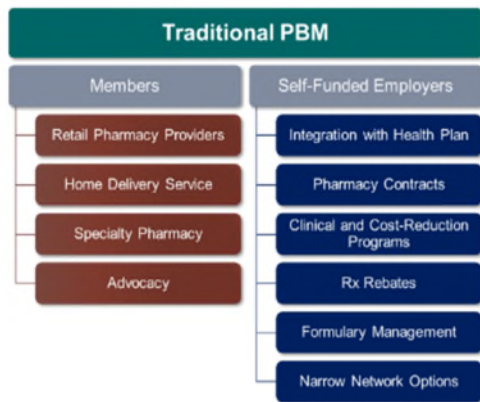 Traditional PBM
Members
Retail Pharmacy Providers
Home Delivery Service
Specialty Pharmacy
Advocacy
Self-Funded Employers
Integration with Health Plan
Pharmacy Contracts
Clinical and Cost-Reduction
Programs
Rx Rebates
Formulary Management
Narrow Network Options